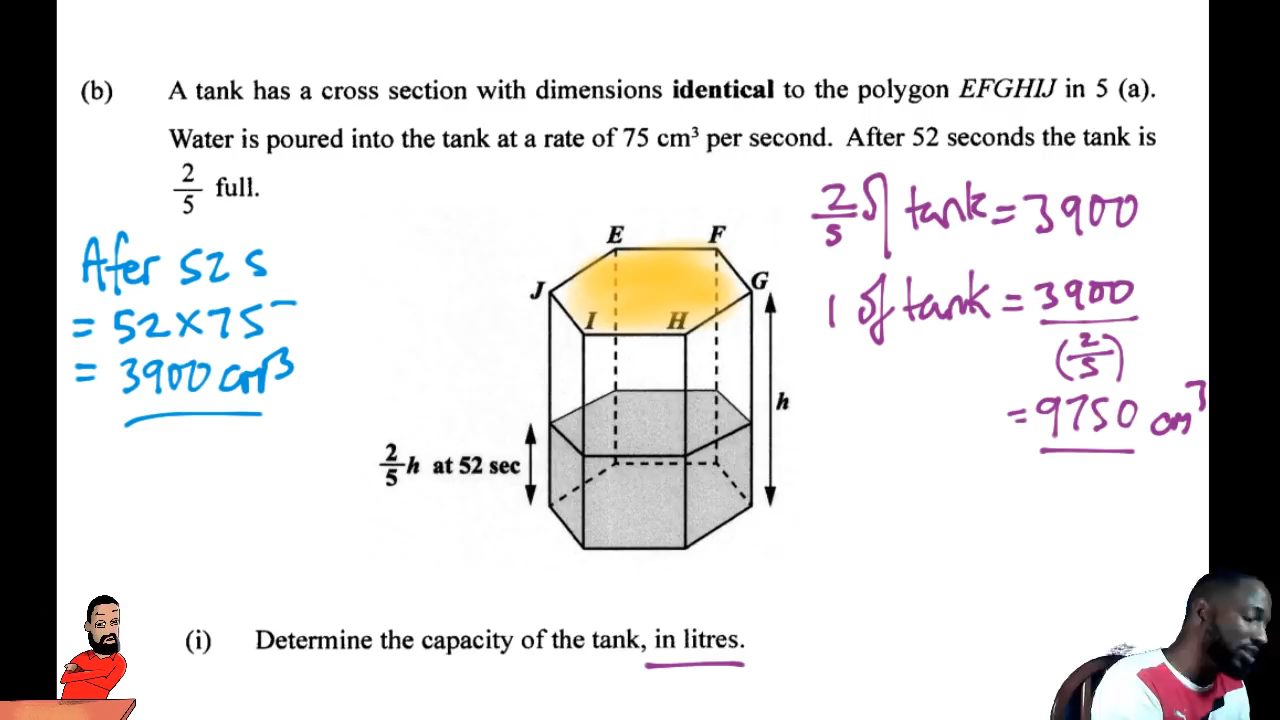 (b) A tank has a cross section with dimensions identical to the polygon EFGHIJ in 5 (a).
Water is poured into the tank at a rate of 75 cm³ per second. After 52 seconds the tank is
2/5 full.
Afer 52 s
= 52 x 75
= 3900 cm³
2/5 of tank = 3900
1 of tank = 3900/(2/5)
= 9750 cm³
E F
J G
I H
h
2/5 h at 52 sec
(i) Determine the capacity of the tank, in litres.